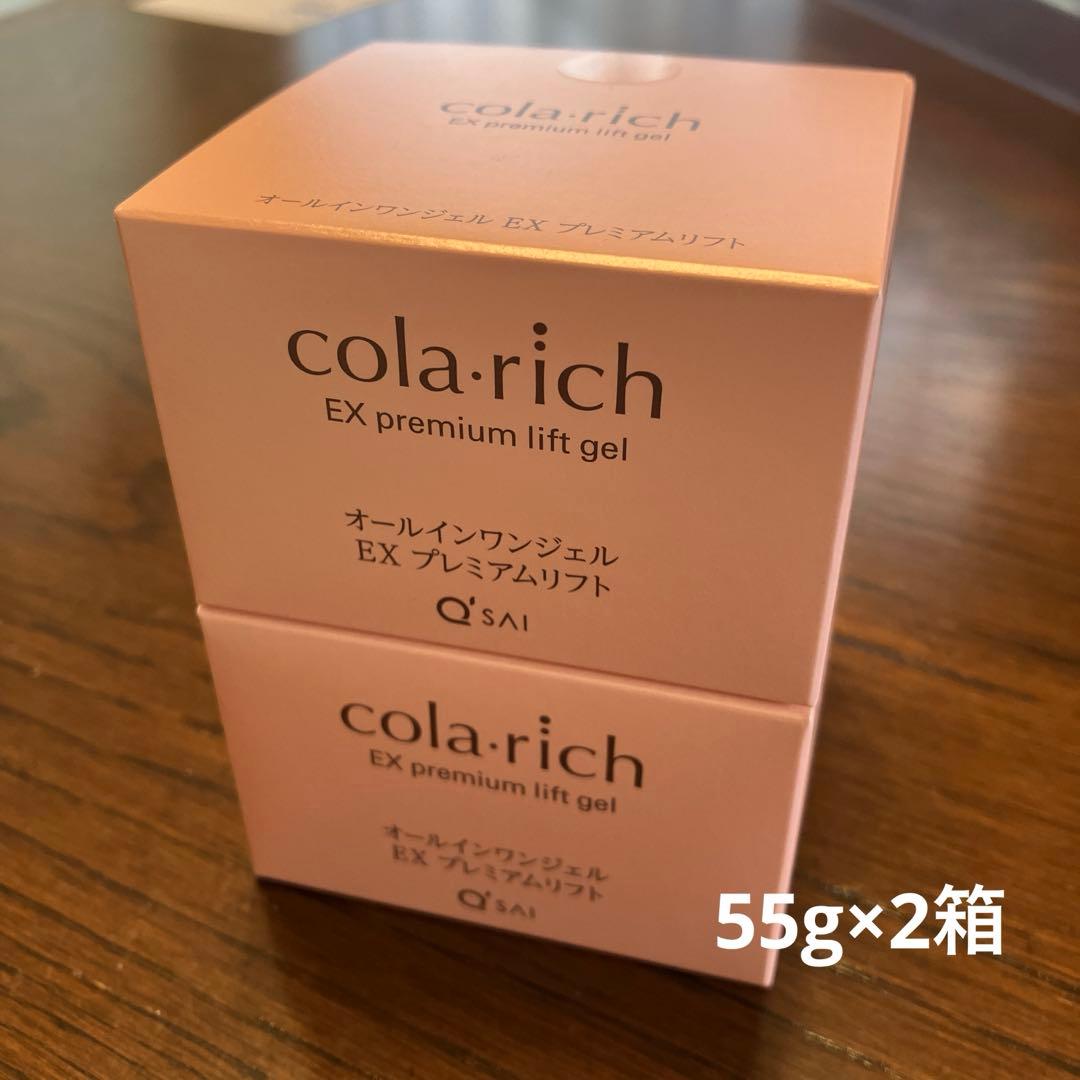 cola·rich
EX premium lift gel
オールインワンジェル EX プレミアムリフト
cola·rich
EX premium lift gel
オールインワンジェル
EX プレミアムリフト
Q'SAI
cola·rich
EX premium lift gel
オールインワンジェル
EX プレミアムリフト
Q'SAI
55g×2箱